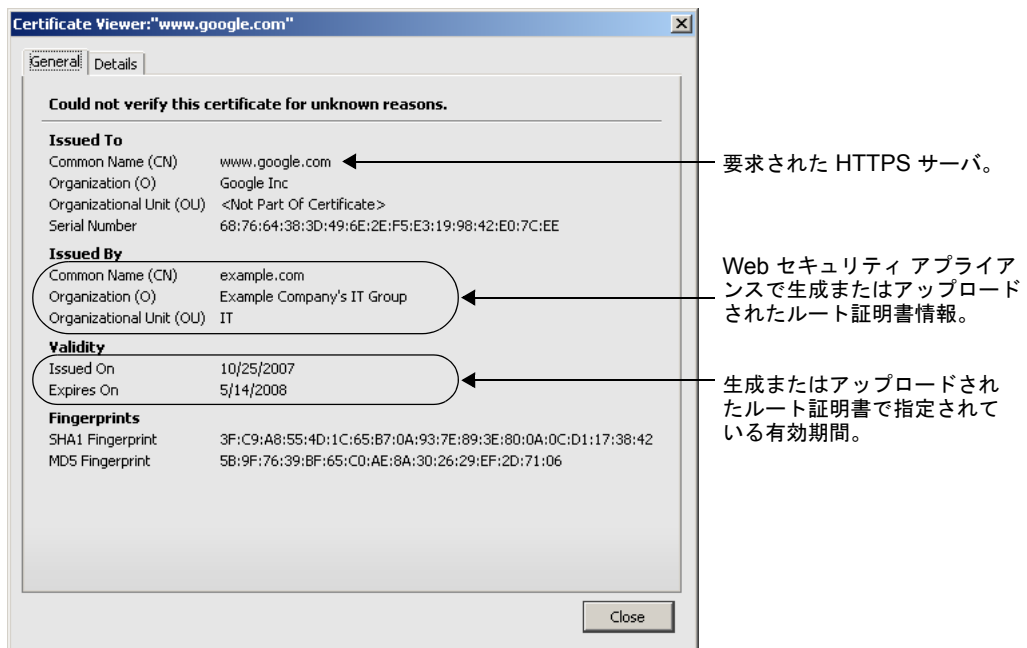 Certificate Viewer:"www.google.com"
General Details
Could not verify this certificate for unknown reasons.
Issued To
Common Name (CN) www.google.com
Organization (O) Google Inc
Organizational Unit (OU) <Not Part Of Certificate>
Serial Number 68:76:64:38:3D:49:6E:2E:F5:E3:19:98:42:E0:7C:EE
Issued By
Common Name (CN) example.com
Organization (O) Example Company's IT Group
Organizational Unit (OU) IT
Validity
Issued On 10/25/2007
Expires On 5/14/2008
Fingerprints
SHA1 Fingerprint 3F:C9:A8:55:4D:1C:65:B7:0A:93:7E:89:3E:80:0A:0C:D1:17:38:42
MD5 Fingerprint 5B:9F:76:39:BF:65:C0:AE:8A:30:26:29:EF:2D:71:06
Close
要求された HTTPS サーバ。
Web セキュリティ アプライア
ンスで生成またはアップロード
されたルート証明書情報。
生成またはアップロードされ
たルート証明書で指定されて
いる有効期間。